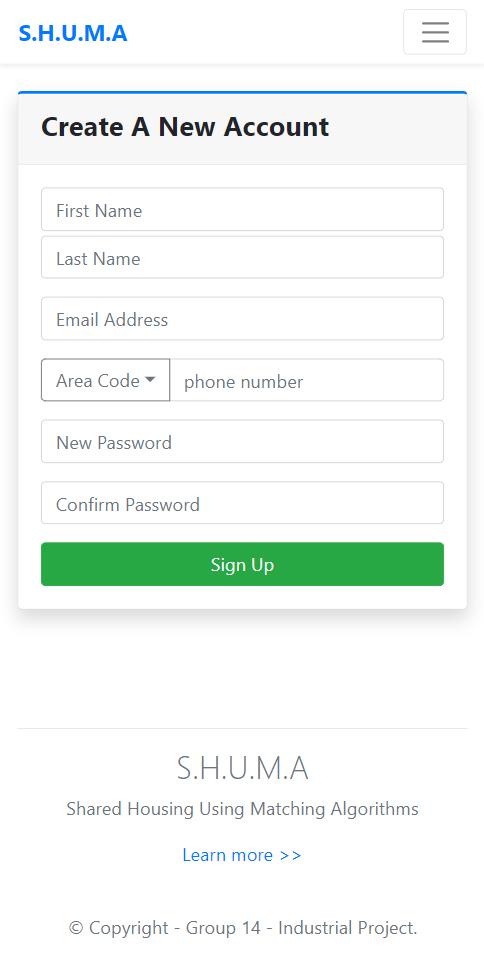 S.H.U.M.A
Create A New Account
First Name
Last Name
Email Address
Area Code phone number
New Password
Confirm Password
Sign Up
S.H.U.M.A
Shared Housing Using Matching Algorithms
Learn more >>
© Copyright - Group 14 - Industrial Project.